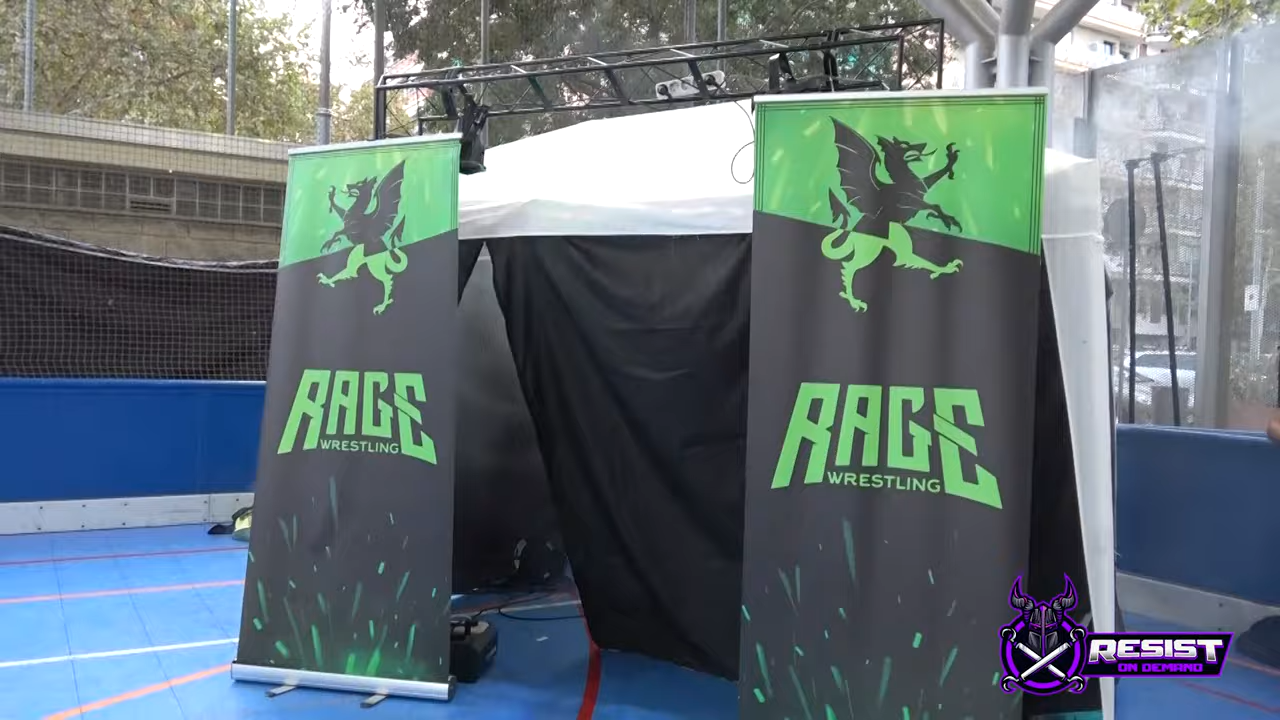 RAGE
WRESTLING
RAGE
WRESTLING
RESIST
ON DEMAND